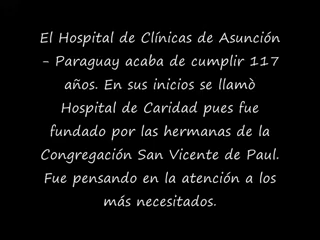 El Hospital de Clínicas de Asunción
- Paraguay acaba de cumplir 117
años. En sus inicios se llamò
Hospital de Caridad pues fue
fundado por las hermanas de la
Congregación San Vicente de Paul.
Fue pensando en la atención a los
más necesitados.